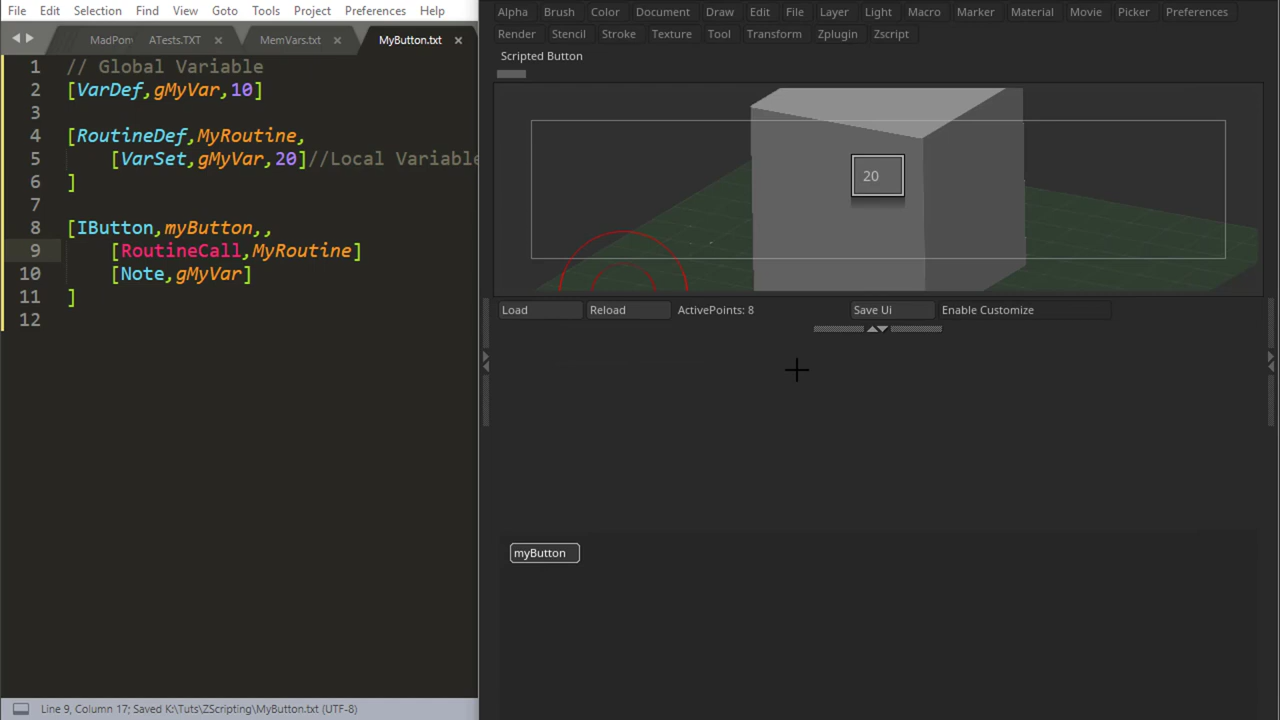 File Edit Selection Find View Goto Tools Project Preferences Help
MadPom ATests.TXT MemVars.txt MyButton.txt
1 // Global Variable
2 [VarDef,gMyVar,10]
3
4 [RoutineDef,MyRoutine,
5 [VarSet,gMyVar,20]//Local Variable
6 ]
7
8 [IButton,myButton,,
9 [RoutineCall,MyRoutine]
10 [Note,gMyVar]
11 ]
12
Line 9, Column 17; Saved K:\Tuts\ZScripting\MyButton.txt (UTF-8)
Alpha Brush Color Document Draw Edit File Layer Light Macro Marker Material Movie Picker Preferences
Render Stencil Stroke Texture Tool Transform Zplugin Zscript
Scripted Button
20
Load Reload ActivePoints: 8 Save Ui Enable Customize
myButton